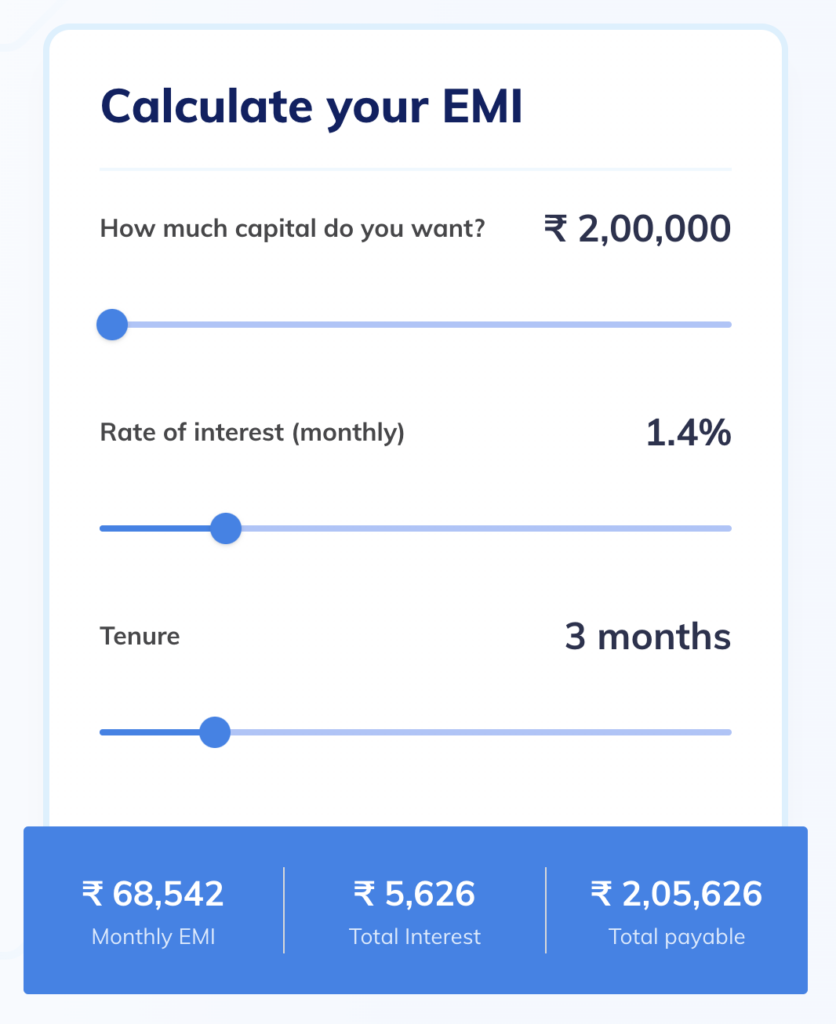 Calculate your EMI
How much capital do you want? ₹ 2,00,000
Rate of interest (monthly) 1.4%
Tenure 3 months
₹ 68,542 ₹ 5,626 ₹ 2,05,626
Monthly EMI Total Interest Total payable